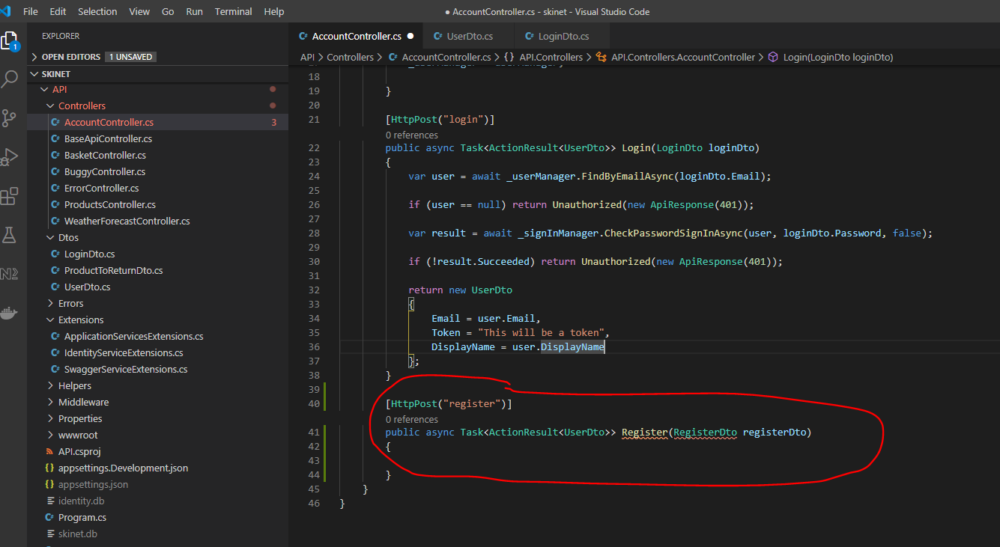 File Edit Selection View Go Run Terminal Help
● AccountController.cs - skinet - Visual Studio Code
EXPLORER
AccountController.cs ●
UserDto.cs
LoginDto.cs
1
OPEN EDITORS 1 UNSAVED
API > Controllers > AccountController.cs > {} API.Controllers > API.Controllers.AccountController > Login(LoginDto loginDto)
SKINET
API
Controllers
AccountController.cs 3
BaseApiController.cs
BasketController.cs
BuggyController.cs
ErrorController.cs
ProductsController.cs
WeatherForecastController.cs
Dtos
LoginDto.cs
ProductToReturnDto.cs
UserDto.cs
Errors
Extensions
ApplicationServicesExtensions.cs
IdentityServiceExtensions.cs
SwaggerServiceExtensions.cs
Helpers
Middleware
Properties
wwwroot
API.csproj
{} appsettings.Development.json
{} appsettings.json
identity.db
Program.cs
skinet.db
18
19 }
20
21 [HttpPost("login")]
0 references
22 public async Task<ActionResult<UserDto>> Login(LoginDto loginDto)
23 {
24 var user = await _userManager.FindByEmailAsync(loginDto.Email);
25
26 if (user == null) return Unauthorized(new ApiResponse(401));
27
28 var result = await _signInManager.CheckPasswordSignInAsync(user, loginDto.Password, false);
29
30 if (!result.Succeeded) return Unauthorized(new ApiResponse(401));
31
32 return new UserDto
33 {
34 Email = user.Email,
35 Token = "This will be a token",
36 DisplayName = user.DisplayName
37 };
38 }
39
40 [HttpPost("register")]
0 references
41 public async Task<ActionResult<UserDto>> Register(RegisterDto registerDto)
42 {
43
44 }
45 }
46 }